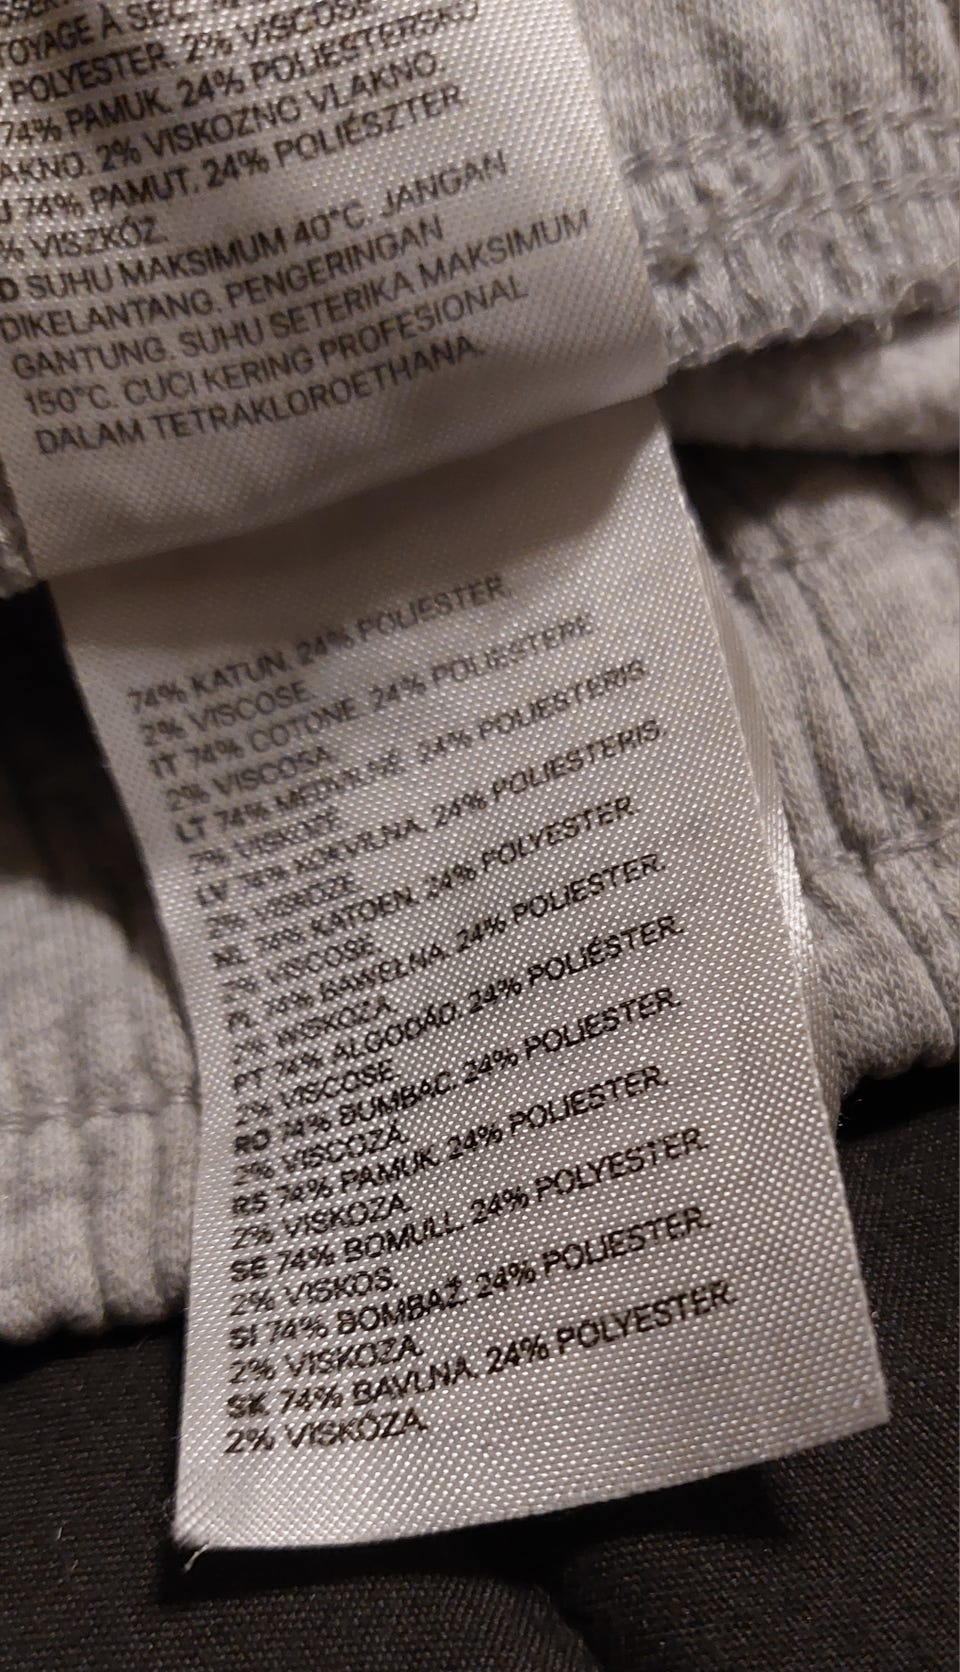 TOYAGE À SEC
POLYESTER. 2% VISCOSE
74% PAMUK. 24% POLIESTERSKO
AKNO. 2% VISKOZNO VLAKNO.
74% PAMUT. 24% POLIÉSZTER
% VISZKÓZ.
D SUHU MAKSIMUM 40°C. JANGAN
DIKELANTANG. PENGERINGAN
GANTUNG. SUHU SETERIKA MAKSIMUM
150°C. CUCI KERING PROFESIONAL
DALAM TETRAKLOROETHANA.
74% KATUN. 24% POLIESTER.
2% VISCOSE.
IT 74% COTONE. 24% POLIESTERE
2% VISCOSA.
LT 74% MEDVILNĖ. 24% POLIESTERIS
2% VISKOZĖ
LV 74% KOKVILNA. 24% POLIESTERIS.
2% VISKOZE
NL 74% KATOEN. 24% POLYESTER.
2% VISCOSE.
PL 74% BAWEŁNA. 24% POLIESTER.
2% WISKOZA.
PT 74% ALGODÃO. 24% POLIÉSTER.
2% VISCOSE.
RO 74% BUMBAC. 24% POLIESTER.
2% VISCOZĂ.
RS 74% PAMUK. 24% POLIESTER.
2% VISKOZA.
SE 74% BOMULL. 24% POLYESTER.
2% VISKOS.
SI 74% BOMBAŽ. 24% POLIESTER.
2% VISKOZA.
SK 74% BAVLNA. 24% POLYESTER.
2% VISKÓZA.